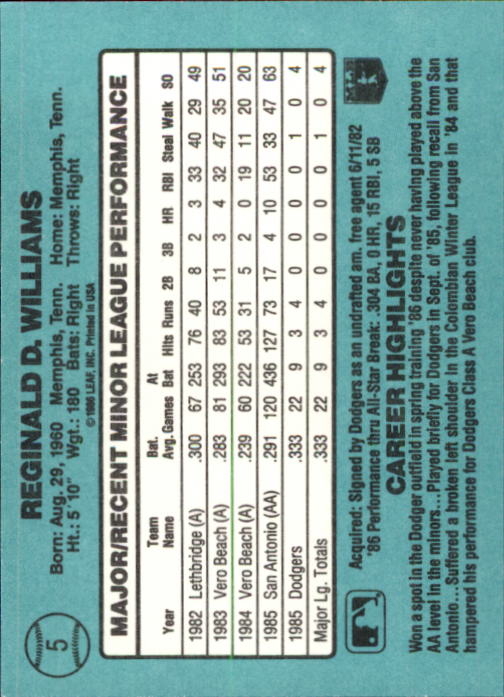 5
REGINALD D. WILLIAMS
Born: Aug. 29, 1960 Memphis, Tenn. Home: Memphis, Tenn.
Ht.: 5' 10" Wgt.: 180 Bats: Right Throws: Right
© 1986 LEAF, INC. Printed in USA
MAJOR/RECENT MINOR LEAGUE PERFORMANCE
Team Bat. At
Year Name Avg. Games Bat Hits Runs 2B 3B HR RBI Steal Walk SO
1982 Lethbridge (A) .300 67 253 76 40 8 2 3 33 40 29 49
1983 Vero Beach (A) .283 81 293 83 53 11 3 4 32 47 35 51
1984 Vero Beach (A) .239 60 222 53 31 5 2 0 19 11 20 20
1985 San Antonio (AA) .291 120 436 127 73 17 4 10 53 33 47 63
1985 Dodgers .333 22 9 3 4 0 0 0 0 1 0 4
Major Lg. Totals .333 22 9 3 4 0 0 0 0 1 0 4
Acquired: Signed by Dodgers as an undrafted am. free agent 6/11/82
'86 Performance thru All-Star Break: .304 BA, 0 HR, 15 RBI, 5 SB
CAREER HIGHLIGHTS
Won a spot in the Dodger outfield in spring training '86 despite never having played above the
AA level in the minors...Played briefly for Dodgers in Sept. of '85, following recall from San
Antonio...Suffered a broken left shoulder in the Colombian Winter League in '84 and that
hampered his performance for Dodgers Class A Vero Beach club.